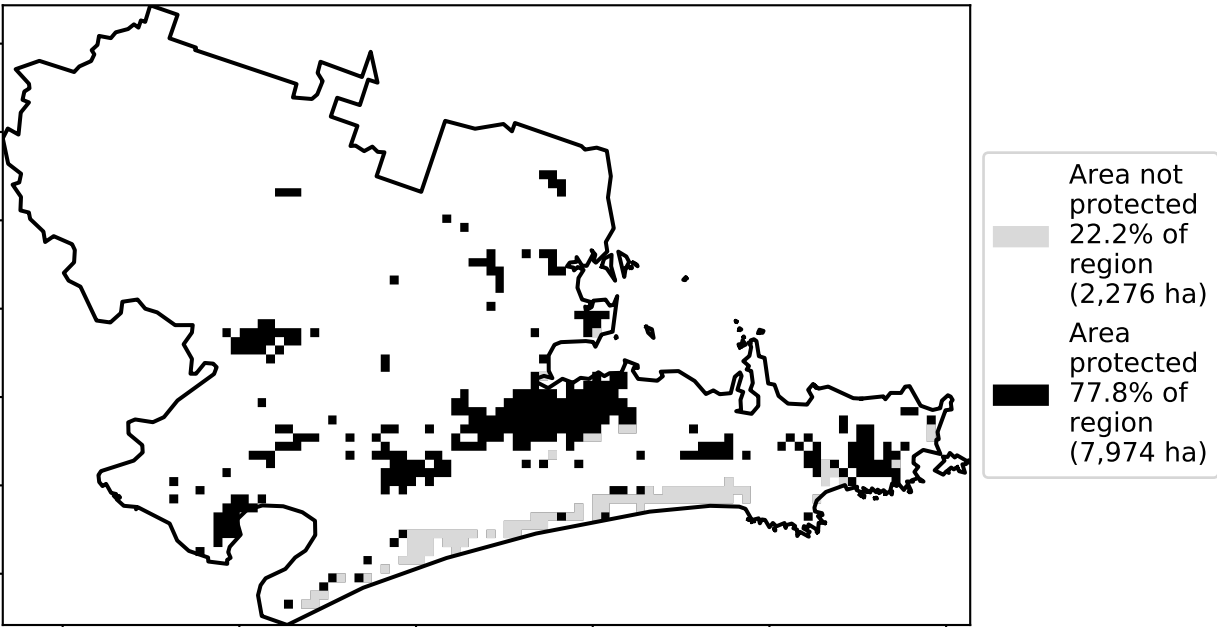 Area not
protected
22.2% of
region
(2,276 ha)
Area
protected
77.8% of
region
(7,974 ha)